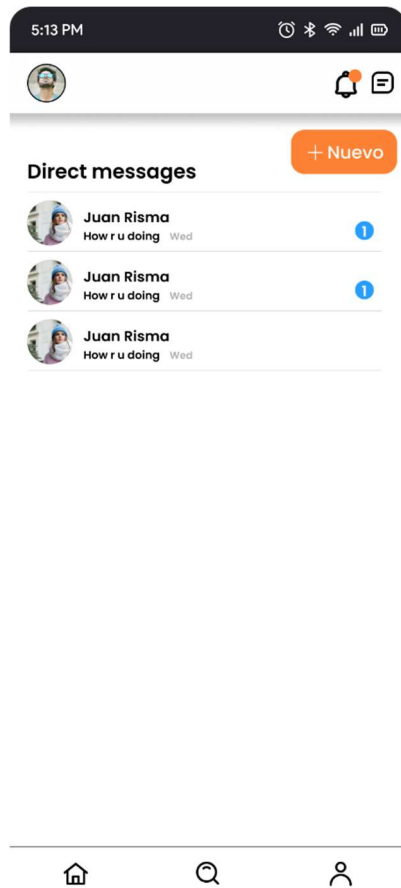 5:13 PM
+ Nuevo
Direct messages
Juan Risma
How r u doing Wed
1
Juan Risma
How r u doing Wed
1
Juan Risma
How r u doing Wed